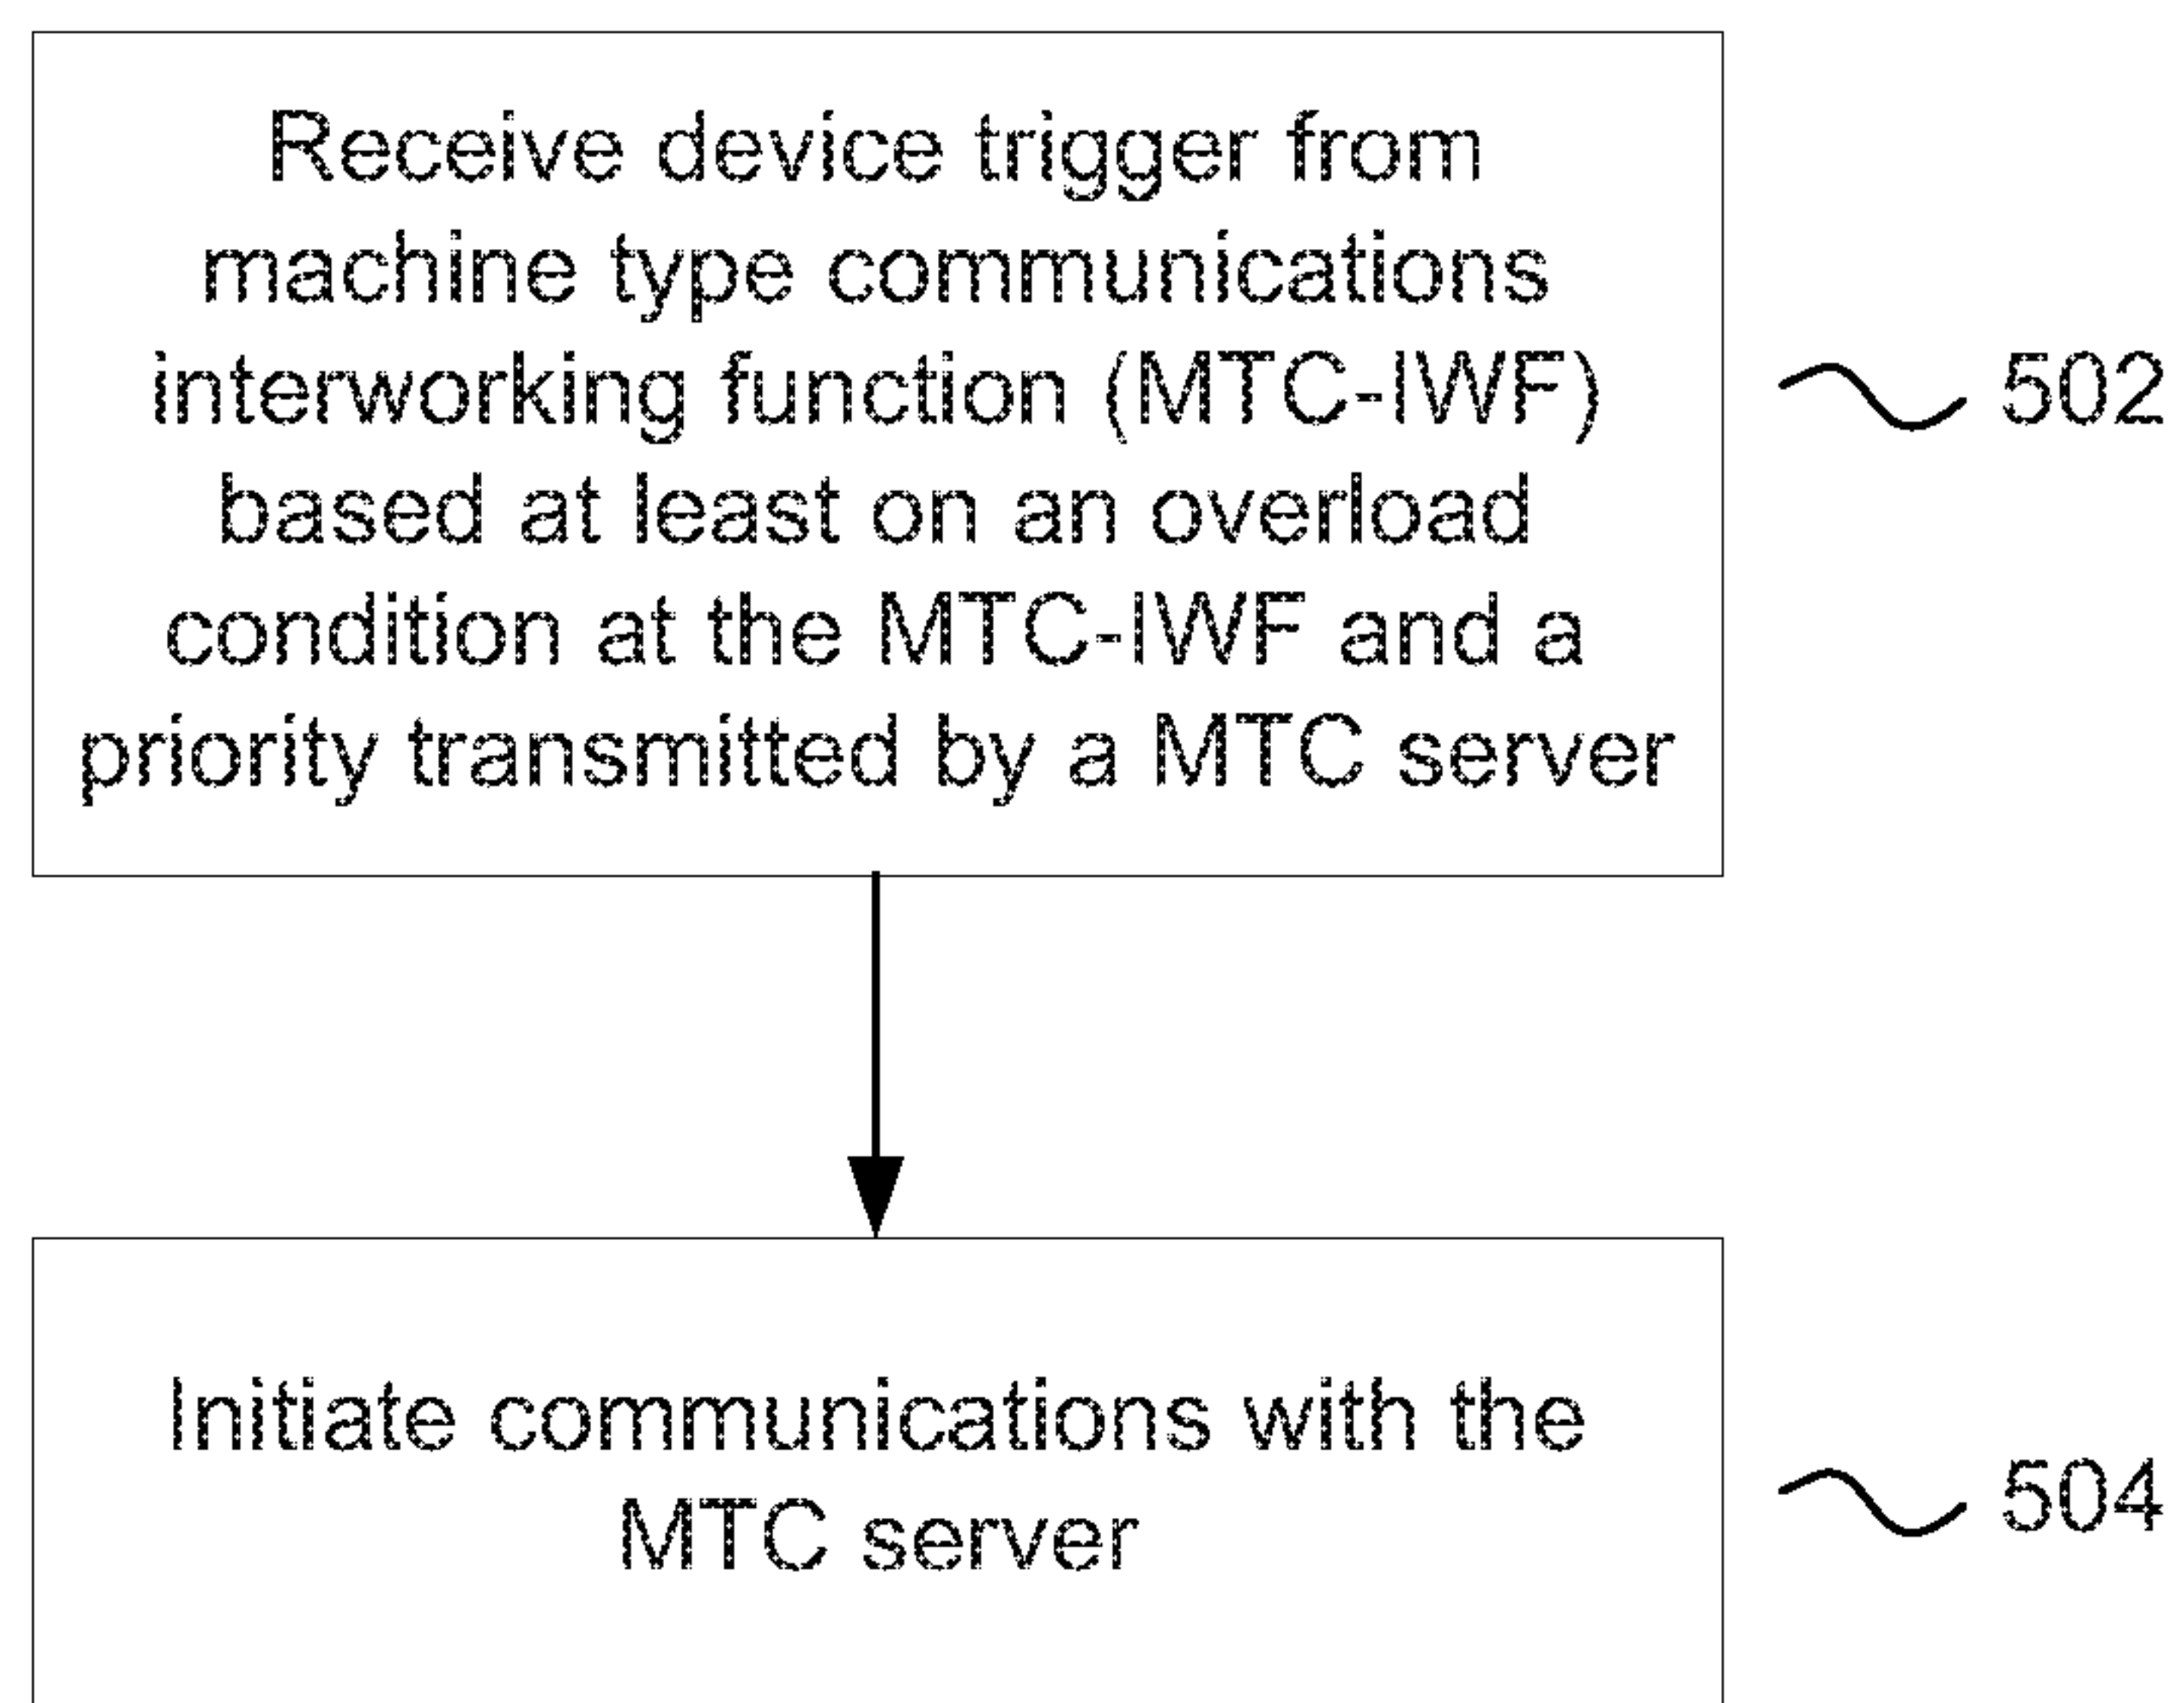 Receive device trigger from
machine type communications
interworking function (MTC-IWF)
based at least on an overload
condition at the MTC-IWF and a
priority transmitted by a MTC server
502
Initiate communications with the
MTC server
504